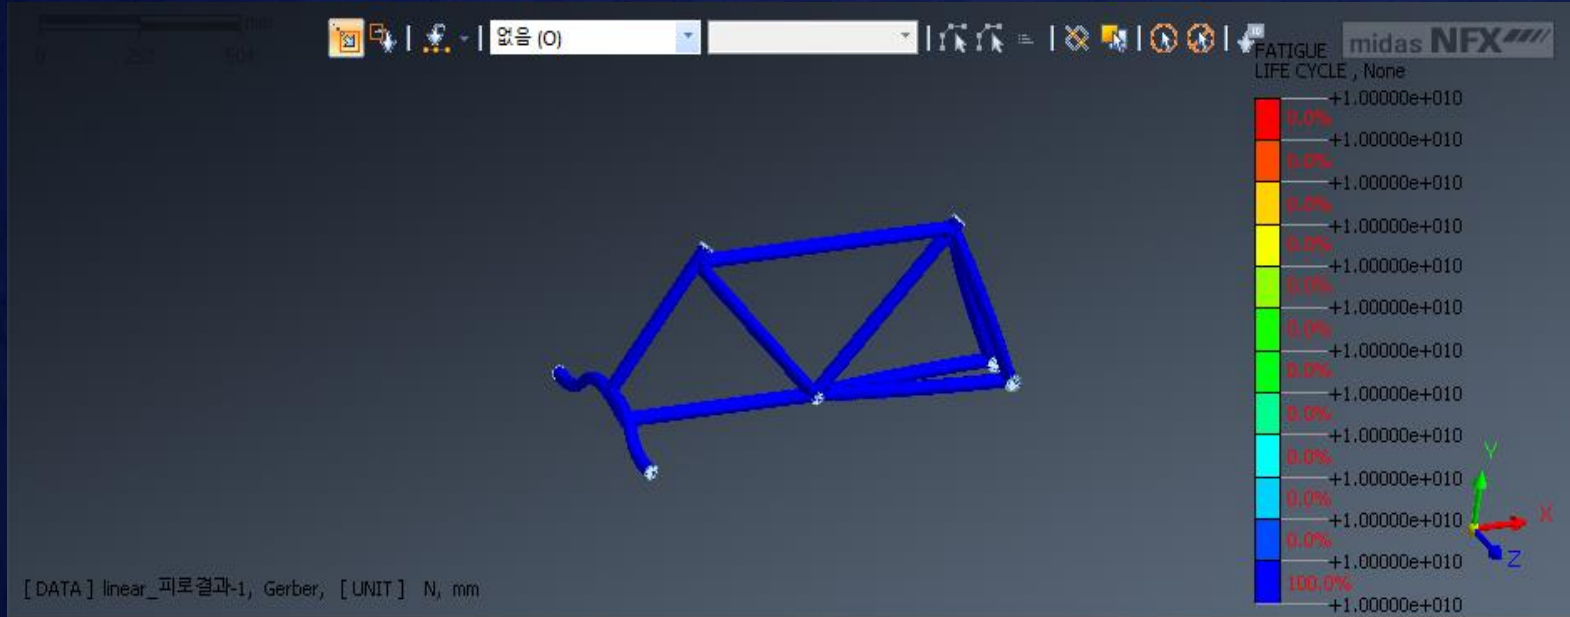 mm
0
252
504
없음 (O)
midas NFX
FATIGUE
LIFE CYCLE , None
+1.00000e+010
0.0%
+1.00000e+010
0.0%
+1.00000e+010
0.0%
+1.00000e+010
0.0%
+1.00000e+010
0.0%
+1.00000e+010
0.0%
+1.00000e+010
0.0%
+1.00000e+010
0.0%
+1.00000e+010
0.0%
+1.00000e+010
0.0%
+1.00000e+010
0.0%
+1.00000e+010
100.0%
+1.00000e+010
Y
X
Z
[ DATA ] linear_피로결과-1, Gerber, [ UNIT ] N, mm